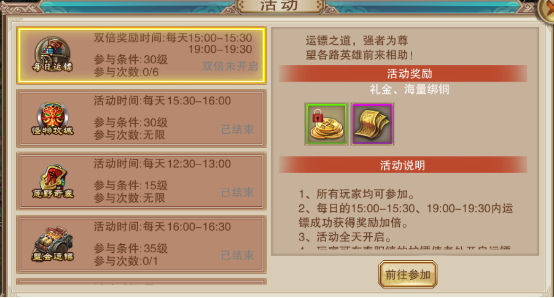 活动
双倍奖励时间:每天15:00-15:30
19:00-19:30
参与条件:30级
参与次数:0/6
双倍未开启
每日运镖
活动时间:每天15:30-16:00
参与条件:30级
参与次数:无限
已结束
怪物攻城
活动时间:每天12:30-13:00
参与条件:15级
参与次数:无限
已结束
活动时间:每天16:00-16:30
参与条件:35级
参与次数:0/1
已结束
盟会运镖
运镖之道，强者为尊
望各路英雄前来相助！
活动奖励
礼金、海量绑铜
活动说明
1、所有玩家均可参加。
2、每日的15:00-15:30、19:00-19:30内运
镖成功获得奖励加倍。
3、活动全天开启。
前往参加